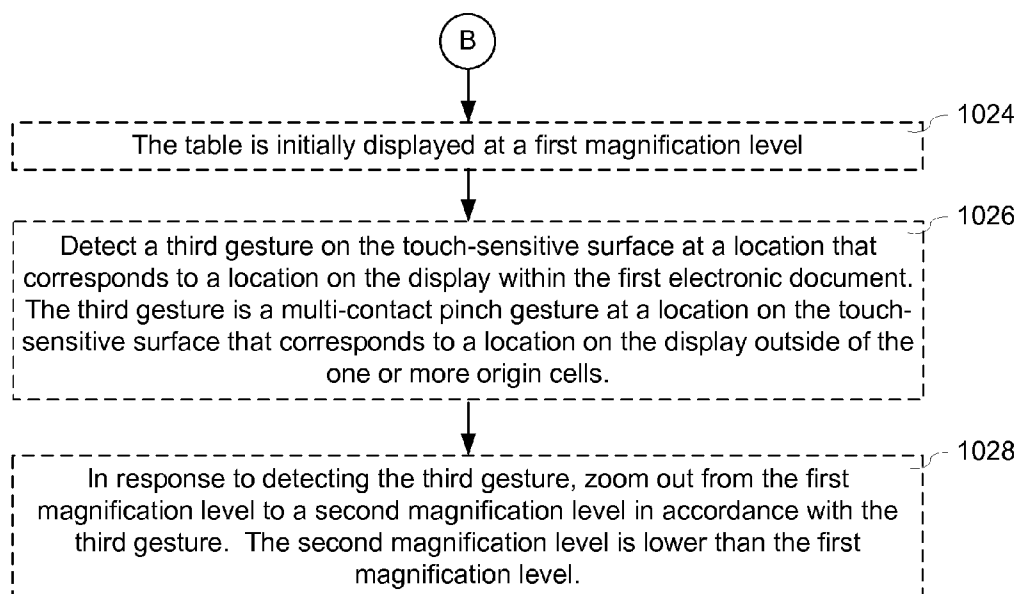 B
1024
The table is initially displayed at a first magnification level
1026
Detect a third gesture on the touch-sensitive surface at a location that
corresponds to a location on the display within the first electronic document.
The third gesture is a multi-contact pinch gesture at a location on the touch-
sensitive surface that corresponds to a location on the display outside of the
one or more origin cells.
1028
In response to detecting the third gesture, zoom out from the first
magnification level to a second magnification level in accordance with the
third gesture.  The second magnification level is lower than the first
magnification level.